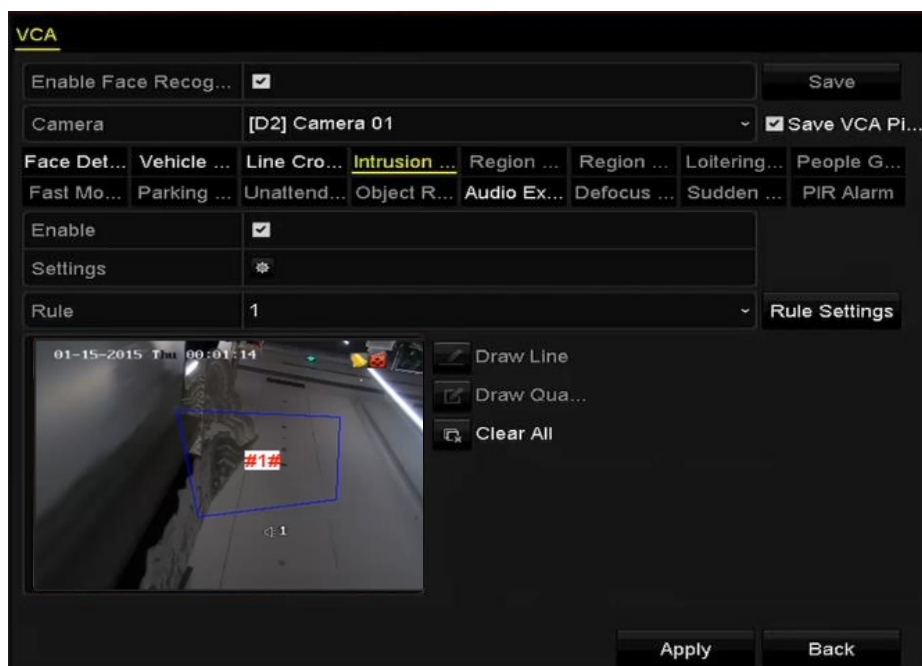 VCA
Enable Face Recog... Save
Camera [D2] Camera 01 Save VCA Pi...
Face Det... Vehicle ... Line Cro... Intrusion ... Region ... Region ... Loitering... People G...
Fast Mo... Parking ... Unattend... Object R... Audio Ex... Defocus ... Sudden ... PIR Alarm
Enable
Settings
Rule 1 Rule Settings
01-15-2015 Thu 00:01:14
Draw Line
Draw Qua...
Clear All
#1#
1
Apply Back